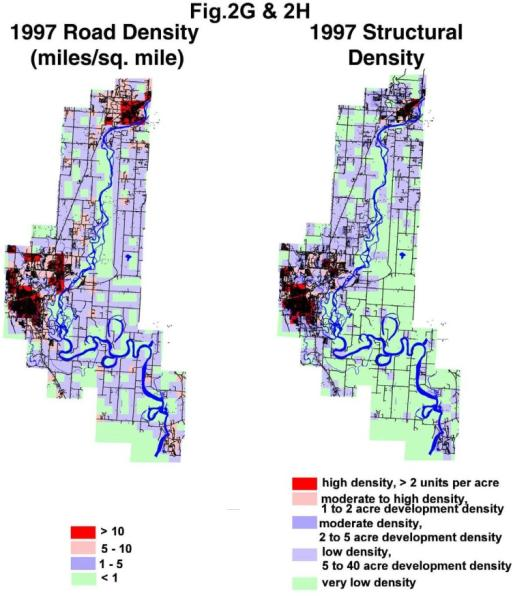 Fig.2G & 2H
1997 Road Density
(miles/sq. mile)
1997 Structural
Density
> 10
5 - 10
1 - 5
< 1
high density, > 2 units per acre
moderate to high density,
1 to 2 acre development density
moderate density,
2 to 5 acre development density
low density,
5 to 40 acre development density
very low density